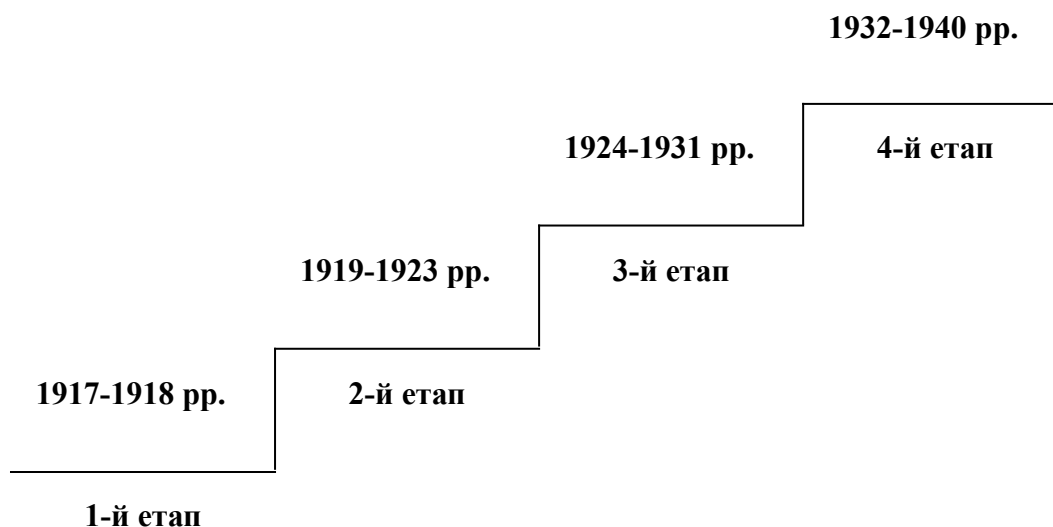 1932-1940 рр.
1924-1931 рр.
4-й етап
1919-1923 рр.
3-й етап
1917-1918 рр.
2-й етап
1-й етап